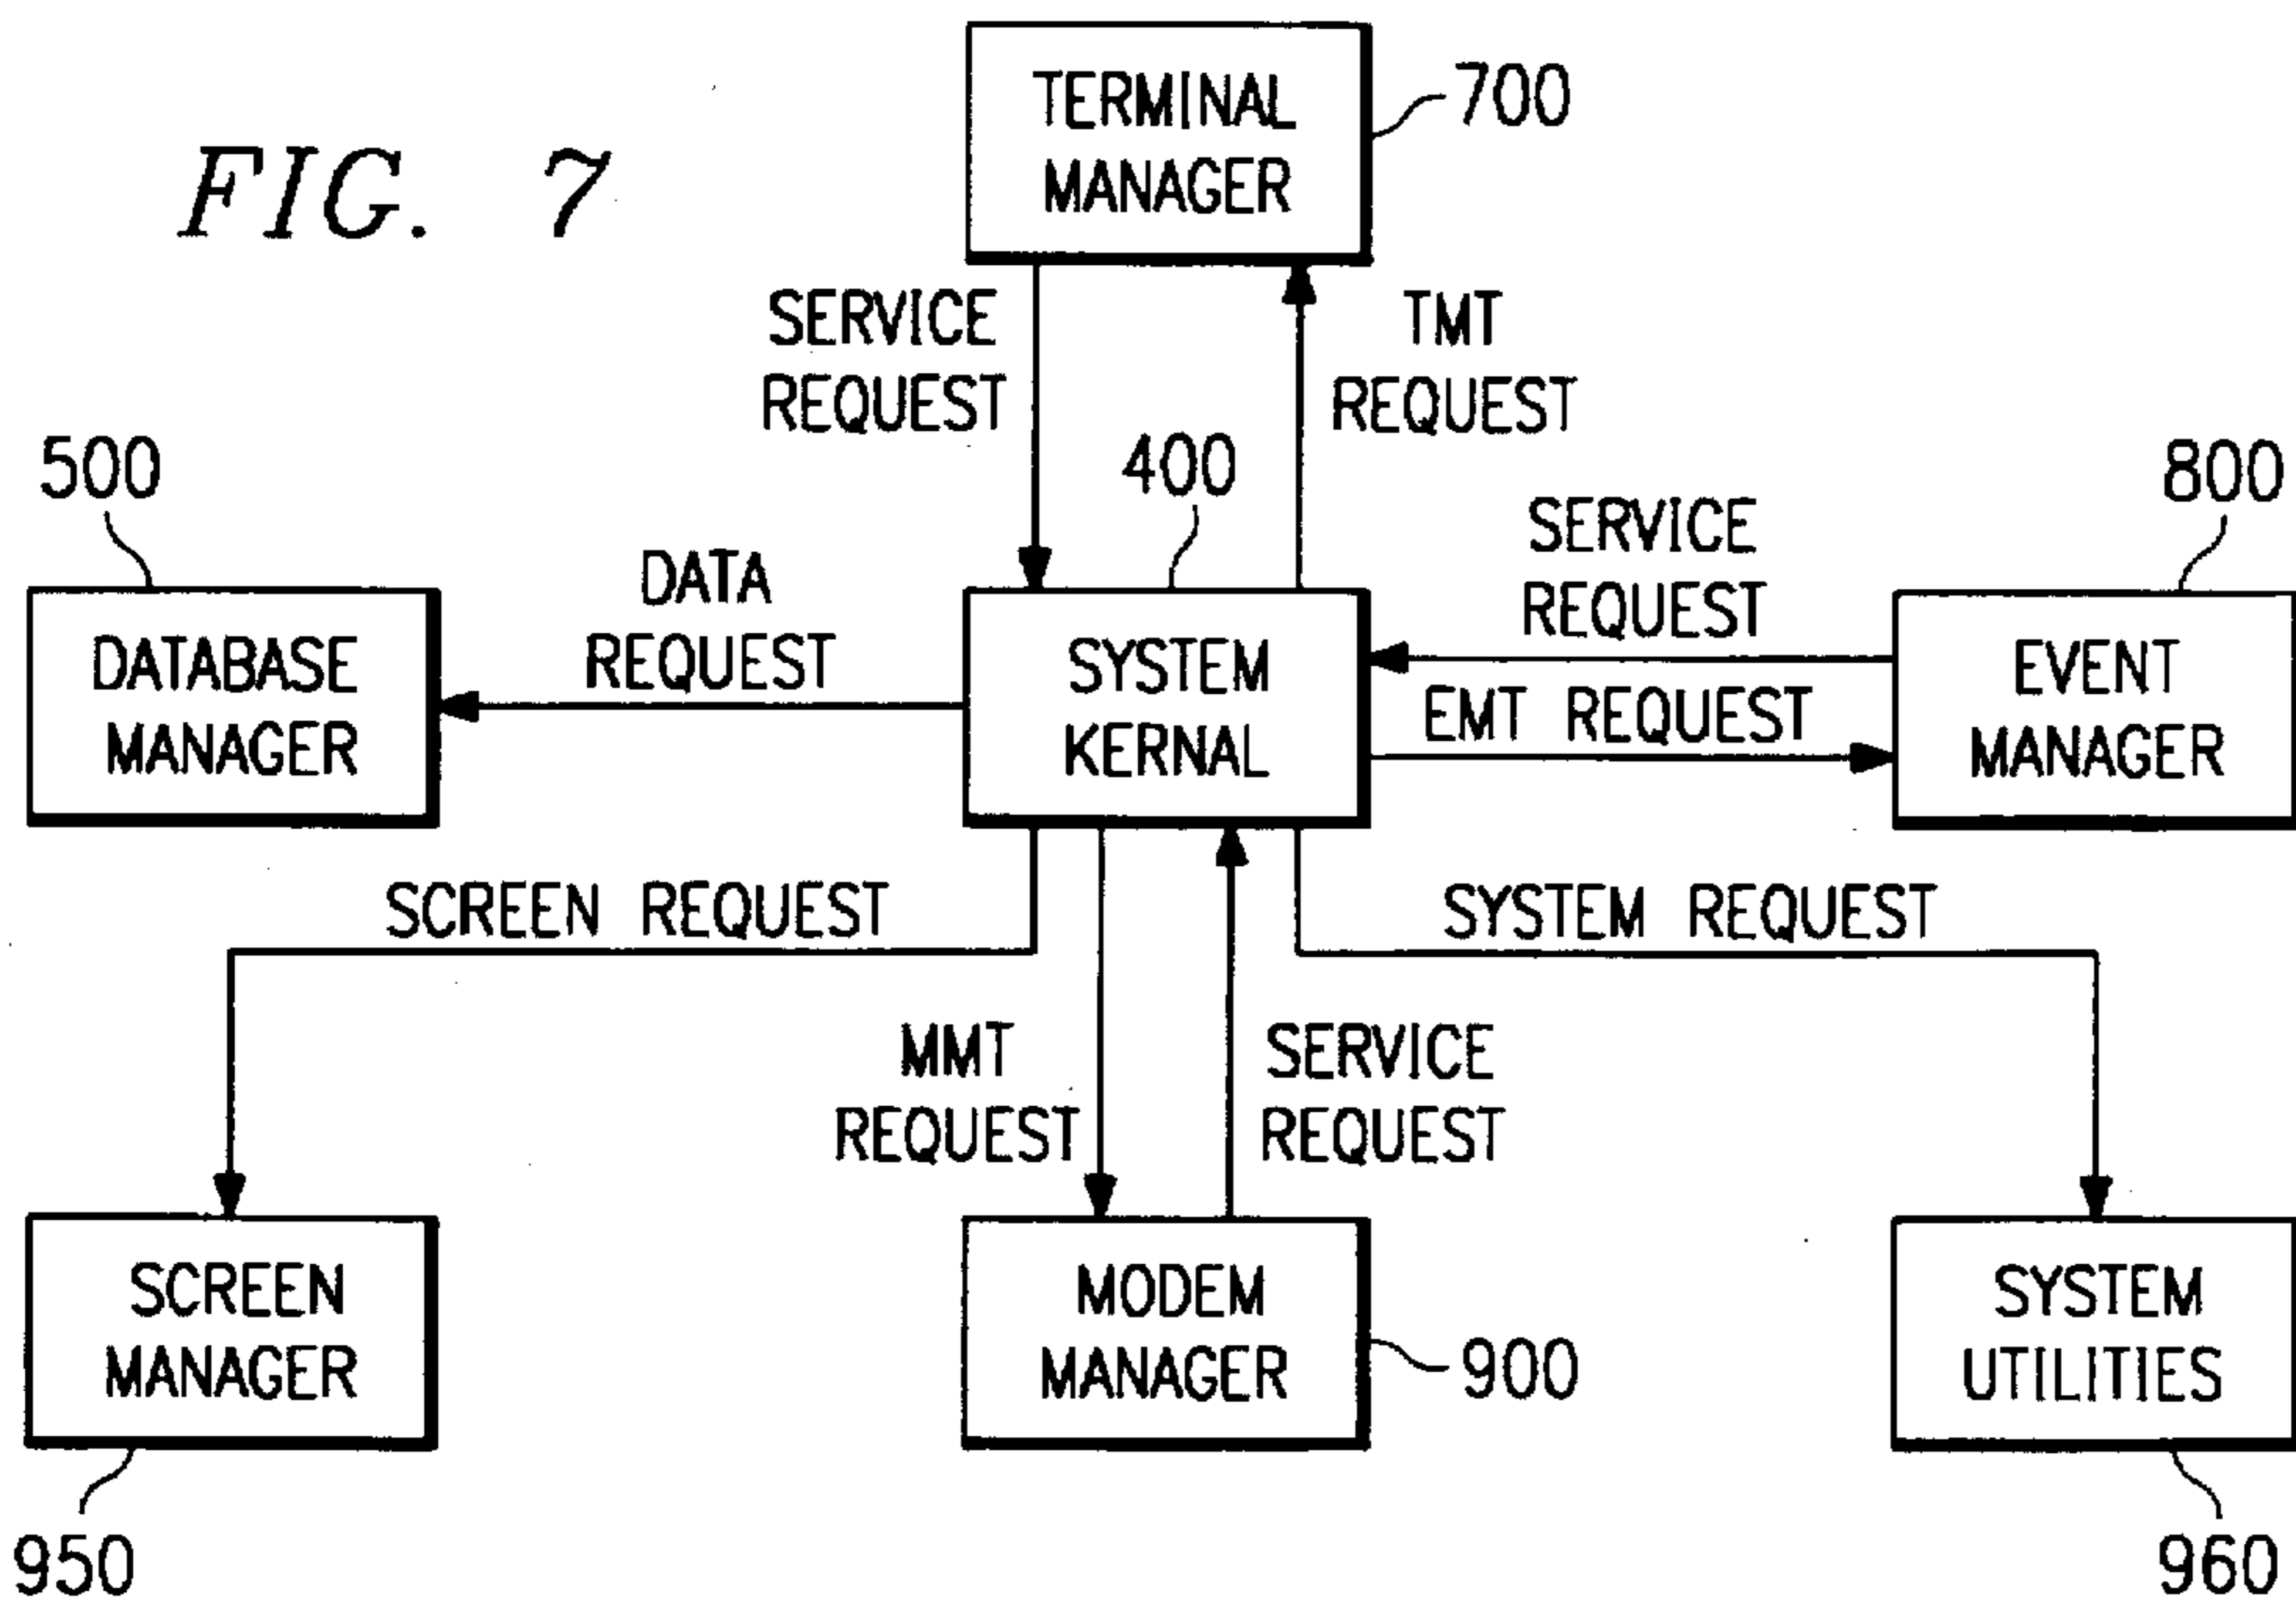 FIG. 7
TERMINAL
MANAGER
700
SERVICE
REQUEST
TMT
REQUEST
500
400
800
DATA
REQUEST
SERVICE
REQUEST
DATABASE
MANAGER
SYSTEM
KERNAL
EMT REQUEST
EVENT
MANAGER
SCREEN REQUEST
SYSTEM REQUEST
MMT
REQUEST
SERVICE
REQUEST
SCREEN
MANAGER
MODEM
MANAGER
900
SYSTEM
UTILITIES
950
960